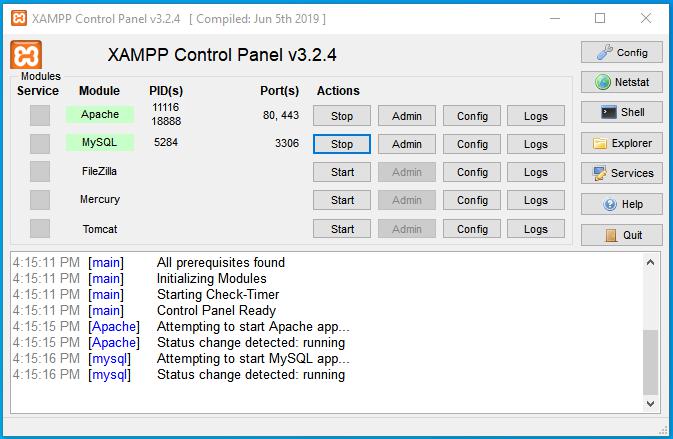 XAMPP Control Panel v3.2.4 [ Compiled: Jun 5th 2019 ]
XAMPP Control Panel v3.2.4
Config
Modules
Service Module PID(s) Port(s) Actions
Netstat
Apache 11116 18888 80, 443 Stop Admin Config Logs
Shell
MySQL 5284 3306 Stop Admin Config Logs
Explorer
FileZilla Start Admin Config Logs
Services
Mercury Start Admin Config Logs
Help
Tomcat Start Admin Config Logs
Quit
4:15:11 PM [main] All prerequisites found
4:15:11 PM [main] Initializing Modules
4:15:11 PM [main] Starting Check-Timer
4:15:11 PM [main] Control Panel Ready
4:15:15 PM [Apache] Attempting to start Apache app...
4:15:15 PM [Apache] Status change detected: running
4:15:16 PM [mysql] Attempting to start MySQL app...
4:15:16 PM [mysql] Status change detected: running